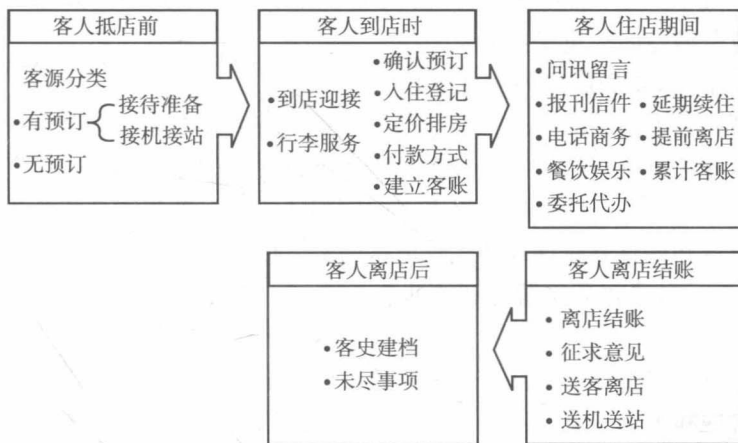 客人抵店前
客源分类
•有预订{接待准备
接机接站
•无预订
客人到店时
•到店迎接
•行李服务
•确认预订
•入住登记
•定价排房
•付款方式
•建立客账
客人住店期间
•问讯留言
•报刊信件 •延期续住
•电话商务 •提前离店
•餐饮娱乐 •累计客账
•委托代办
客人离店后
•客史建档
•未尽事项
客人离店结账
•离店结账
•征求意见
•送客离店
•送机送站